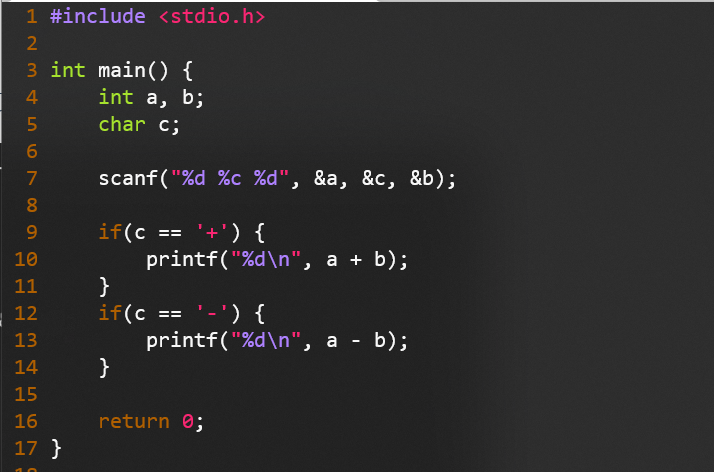 1 #include <stdio.h>
2
3 int main() {
4     int a, b;
5     char c;
6
7     scanf("%d %c %d", &a, &c, &b);
8
9     if(c == '+') {
10         printf("%d\n", a + b);
11     }
12     if(c == '-') {
13         printf("%d\n", a - b);
14     }
15
16     return 0;
17 }